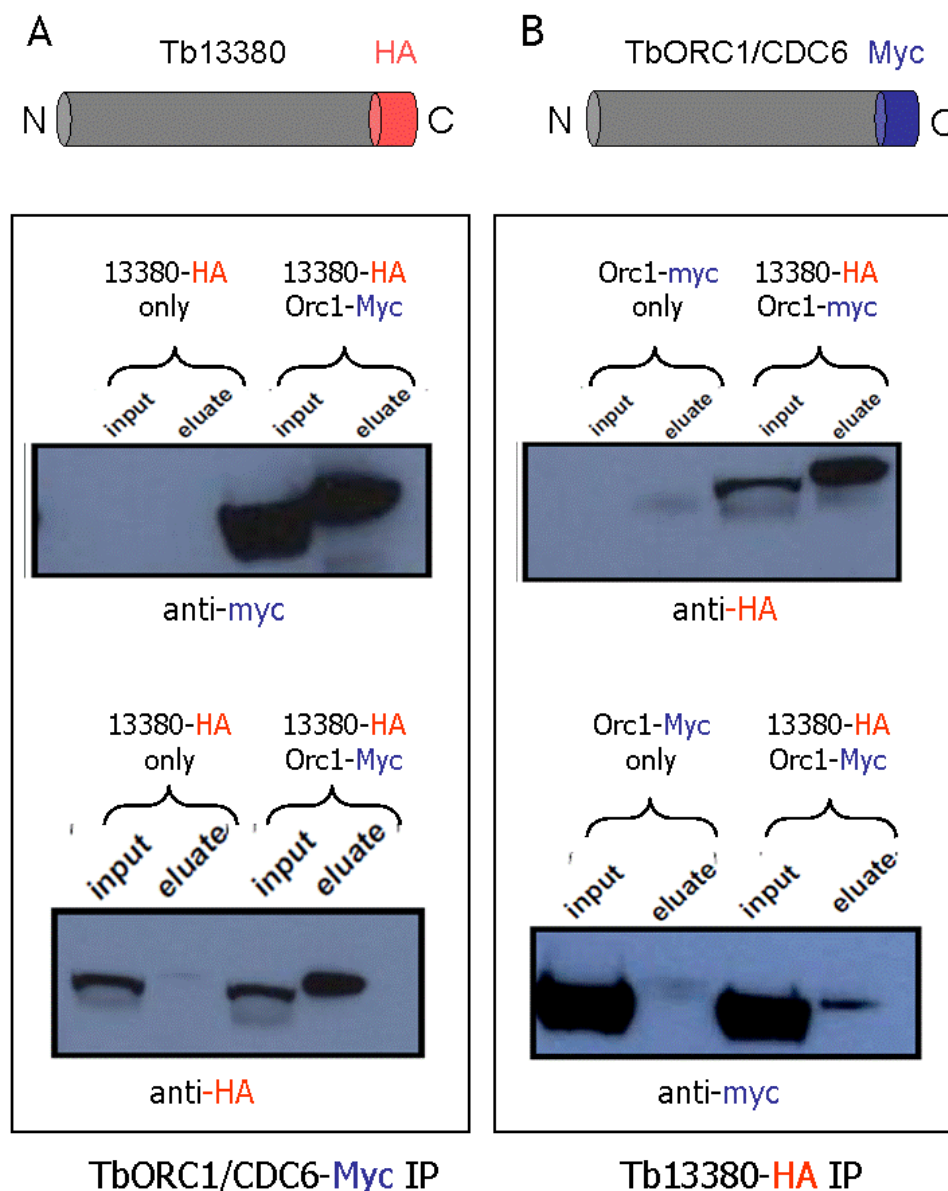 A
Tb13380 HA
N C
13380-HA
only
13380-HA
Orc1-Myc
input eluate input eluate
anti-myc
13380-HA
only
13380-HA
Orc1-Myc
input eluate input eluate
anti-HA
TbORC1/CDC6-Myc IP
B
TbORC1/CDC6 Myc
N C
Orc1-myc
only
13380-HA
Orc1-myc
input eluate input eluate
anti-HA
Orc1-Myc
only
13380-HA
Orc1-Myc
input eluate input eluate
anti-myc
Tb13380-HA IP